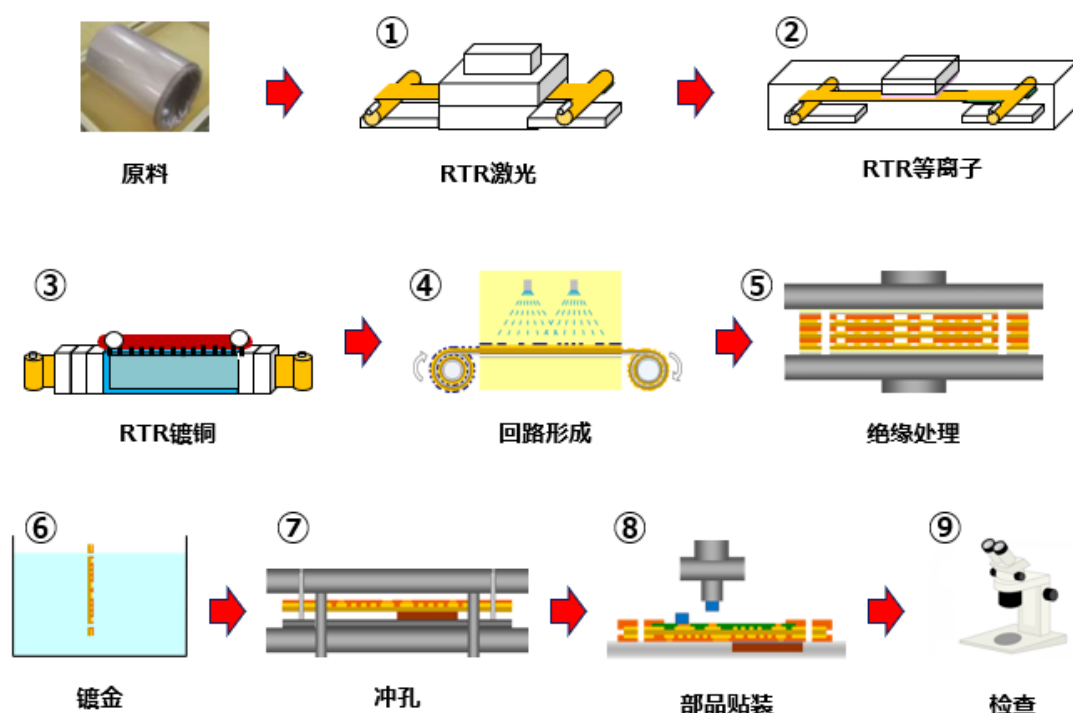 ①
②
原料
RTR激光
RTR等离子
③
④
⑤
RTR镀铜
回路形成
绝缘处理
⑥
⑦
⑧
⑨
镀金
冲孔
部品贴装
检查